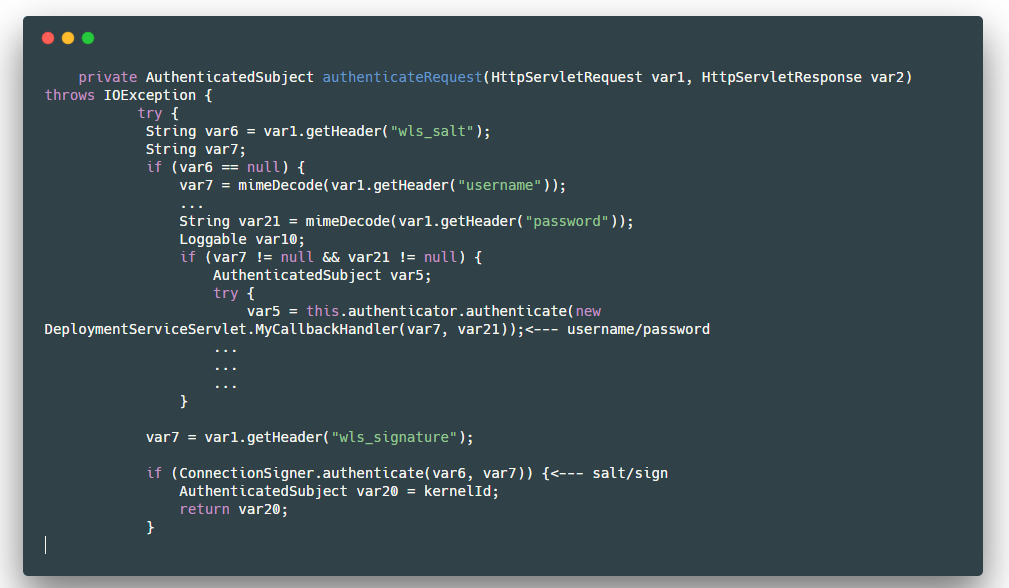 private AuthenticatedSubject authenticateRequest(HttpServletRequest var1, HttpServletResponse var2)
throws IOException {
           try {
            String var6 = var1.getHeader("wls_salt");
            String var7;
            if (var6 == null) {
                var7 = mimeDecode(var1.getHeader("username"));
                ...
                String var21 = mimeDecode(var1.getHeader("password"));
                Loggable var10;
                if (var7 != null && var21 != null) {
                    AuthenticatedSubject var5;
                    try {
                        var5 = this.authenticator.authenticate(new
DeploymentServiceServlet.MyCallbackHandler(var7, var21));<--- username/password
                    ...
                    ...
                    ...
                }

            var7 = var1.getHeader("wls_signature");

            if (ConnectionSigner.authenticate(var6, var7)) {<--- salt/sign
                AuthenticatedSubject var20 = kernelId;
                return var20;
            }